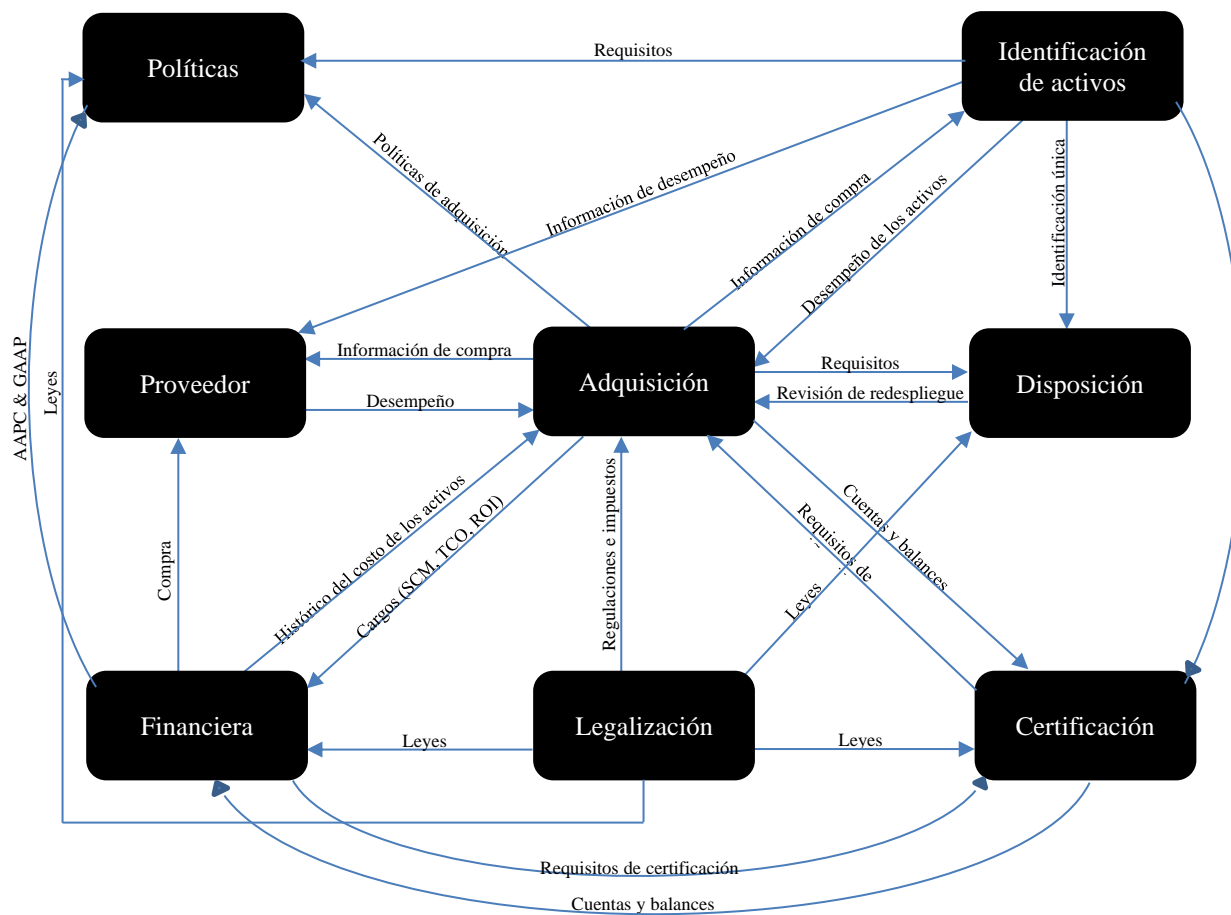 Políticas
Requisitos
Identificación
de activos
Políticas de adquisición
Información de desempeño
Información de compra
Desempeño de los activos
Identificación única
AAPC & GAAP
Leyes
Proveedor
Información de compra
Desempeño
Adquisición
Requisitos
Revisión de redespliegue
Disposición
Compra
Histórico del costo de los activos
Cargos (SCM, TCO, ROI)
Regulaciones e impuestos
Leyes
Requisitos de
Cuentas y balances
Financiera
Leyes
Legalización
Leyes
Certificación
Requisitos de certificación
Cuentas y balances